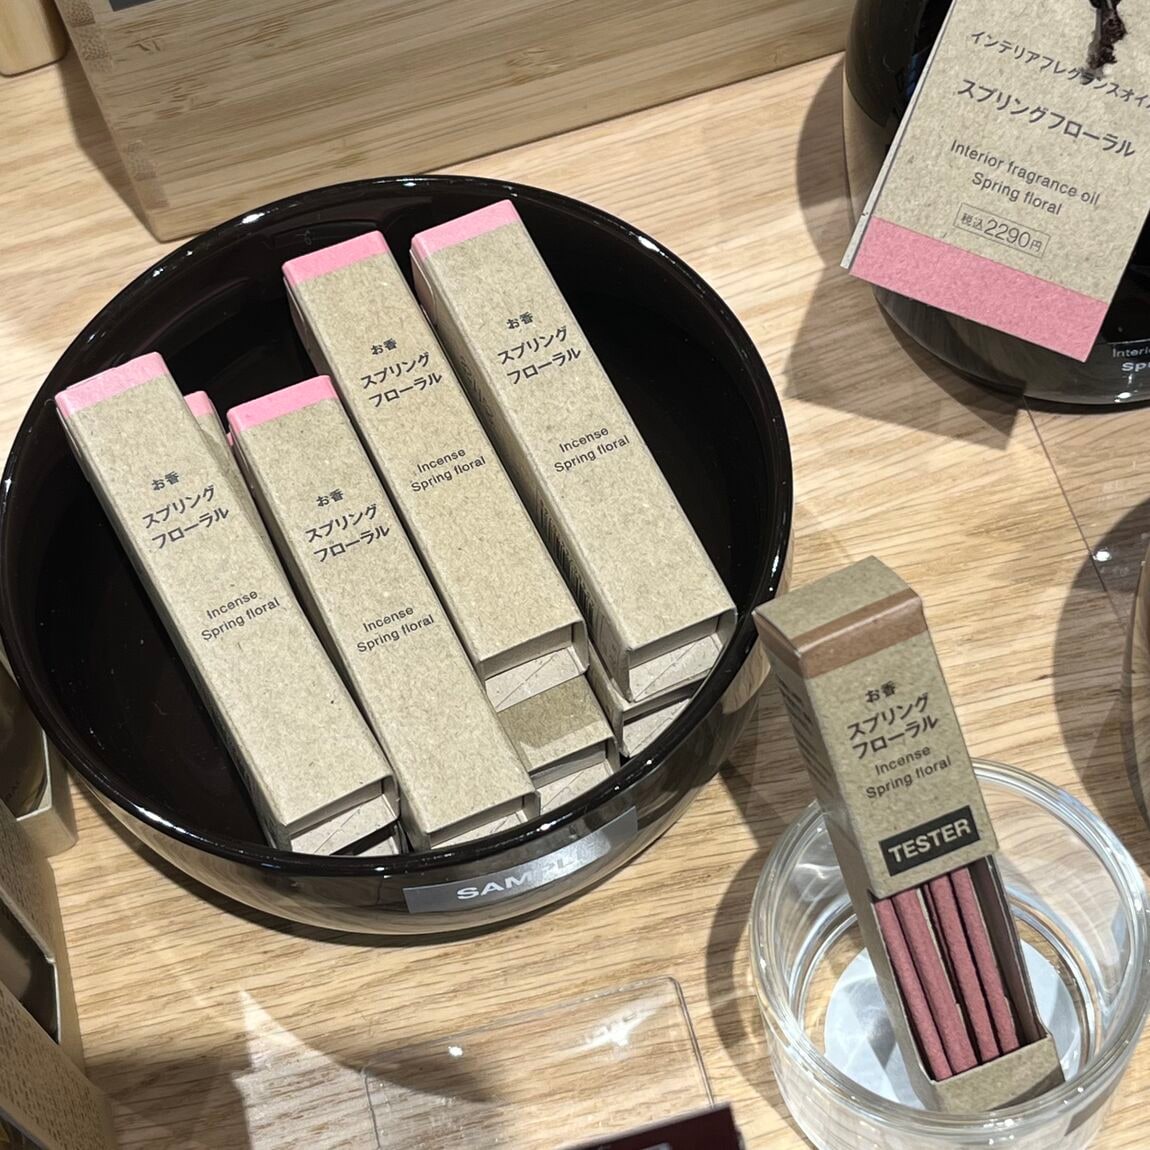 インテリアフレグランスオイル
スプリングフローラル
Interior fragrance oil
Spring floral
税込2290円
お香
スプリング
フローラル
Incense
Spring floral
お香
スプリング
フローラル
Incense
Spring floral
お香
スプリング
フローラル
Incense
Spring floral
お香
スプリング
フローラル
Incense
Spring floral
お香
スプリング
フローラル
Incense
Spring floral
TESTER
SAMPLE